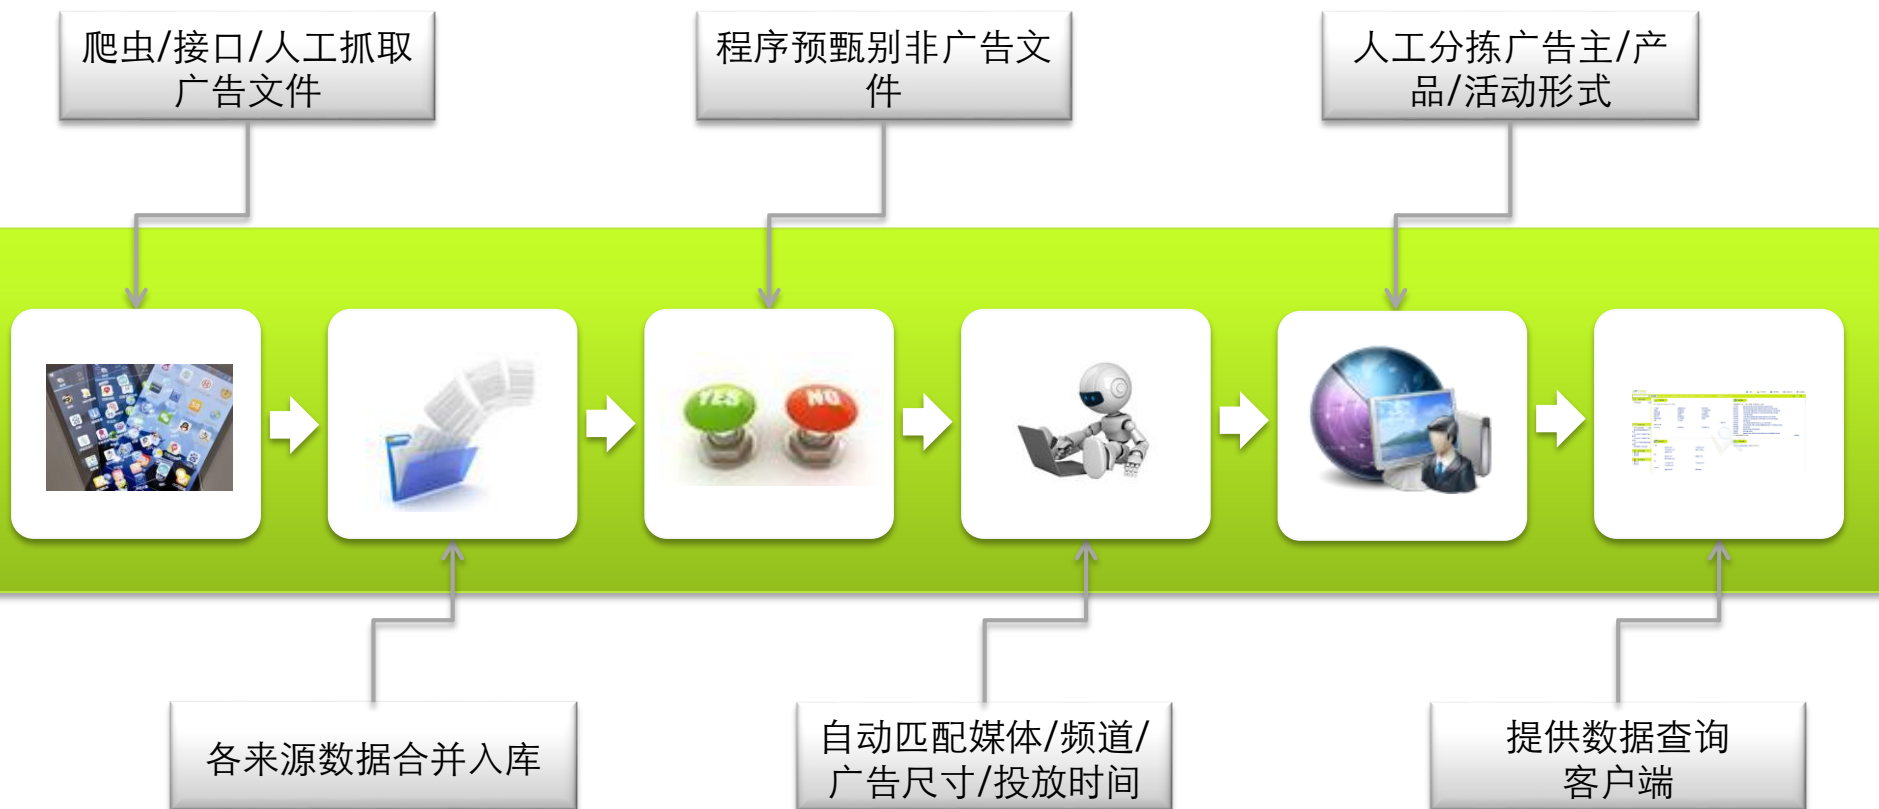 爬虫/接口/人工抓取
广告文件
程序预甄别非广告文
件
人工分拣广告主/产
品/活动形式
YES
NO
各来源数据合并入库
自动匹配媒体/频道/
广告尺寸/投放时间
提供数据查询
客户端